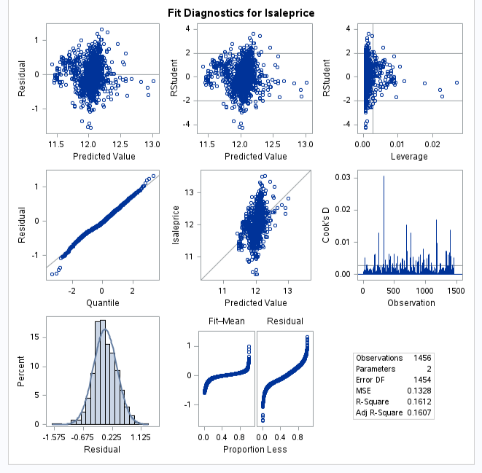 Fit Diagnostics for lsaleprice
Residual
1
0
-1
11.5 12.0 12.5 13.0
Predicted Value
RStudent
4
2
0
-2
-4
11.5 12.0 12.5 13.0
Predicted Value
RStudent
4
2
0
-2
-4
0.00 0.01 0.02
Leverage
Residual
1
0
-1
-2 0 2
Quantile
lsaleprice
13
12
11
11 12 13
Predicted Value
Cook's D
0.03
0.02
0.01
0.00
0 500 1000 1500
Observation
Percent
15
10
5
0
-1.575 -0.675 0.225 1.125
Residual
Fit–Mean Residual
1
0
-1
0.0 0.4 0.8 0.0 0.4 0.8
Proportion Less
Observations 1456
Parameters 2
Error DF 1454
MSE 0.1328
R-Square 0.1612
Adj R-Square 0.1607